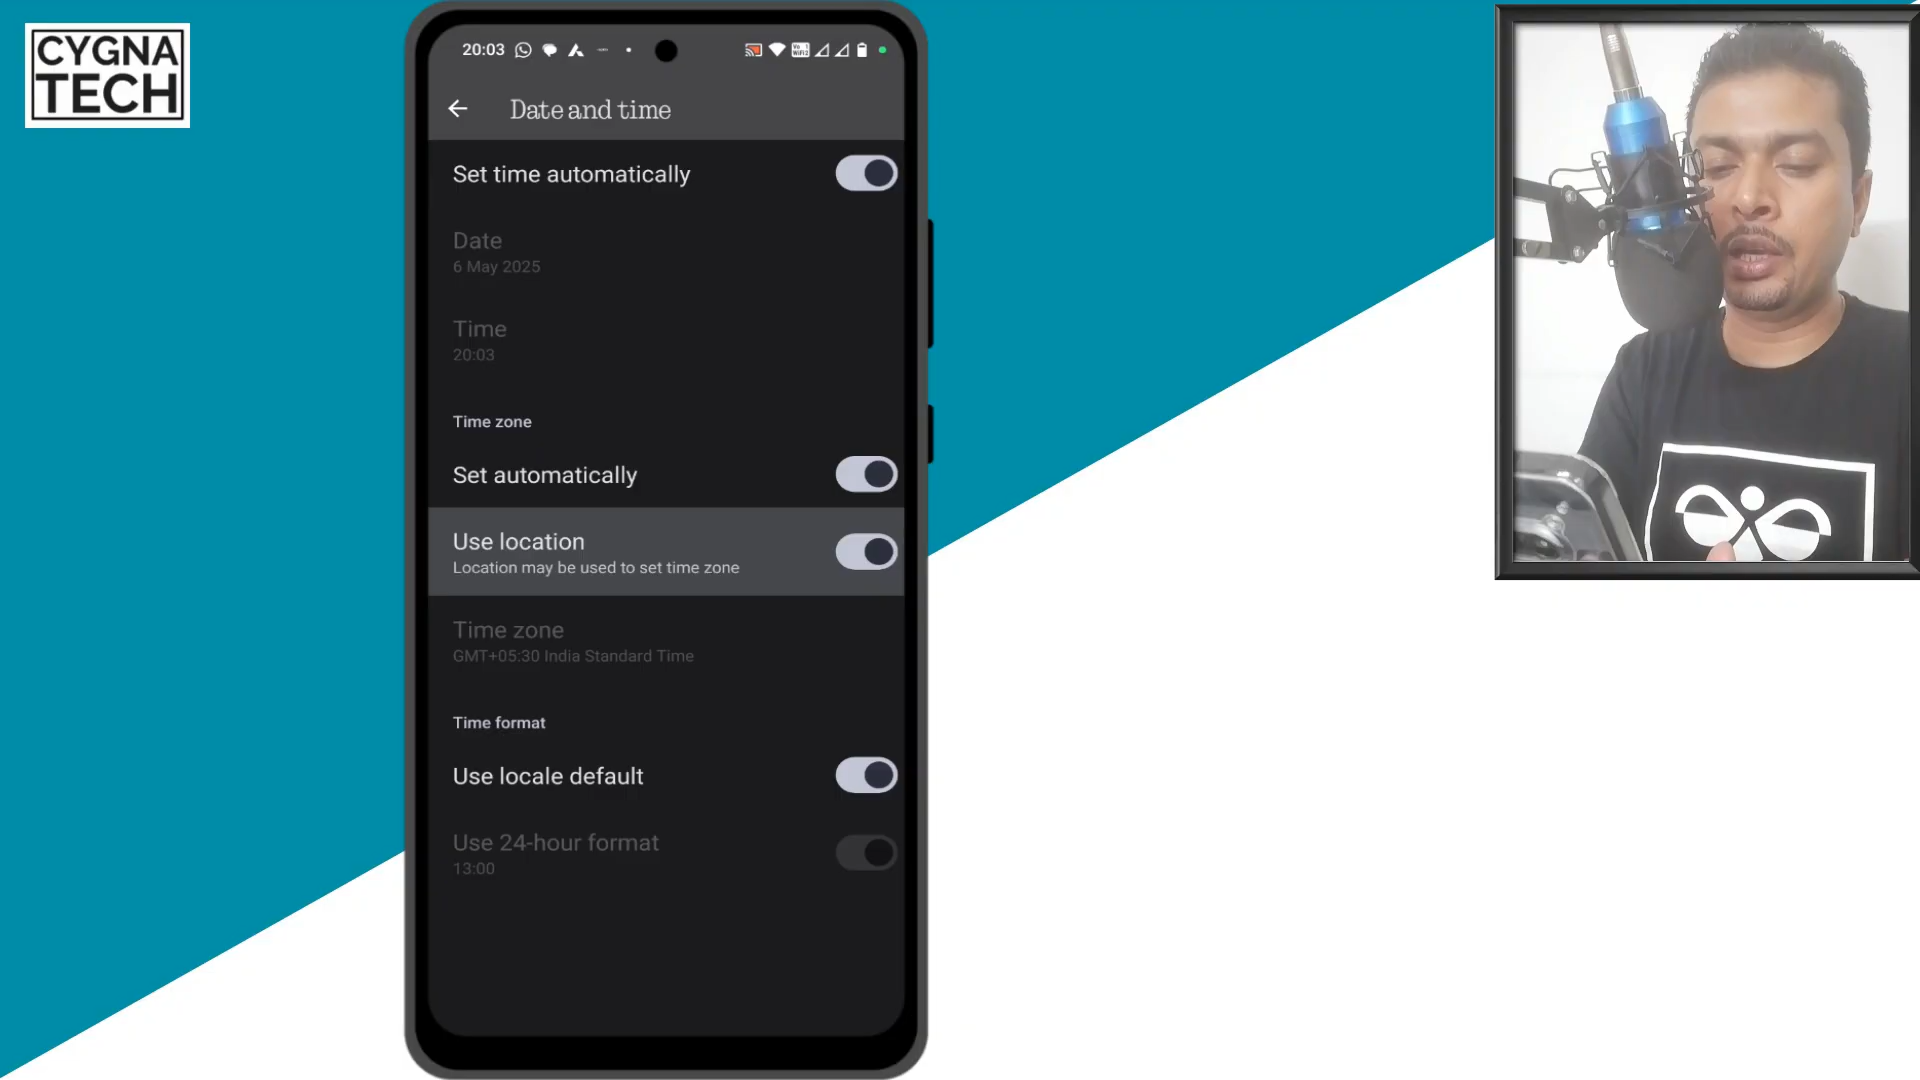 CYGNA
TECH
20:03
Date and time
Set time automatically
Date
6 May 2025
Time
20:03
Time zone
Set automatically
Use location
Location may be used to set time zone
Time zone
GMT+05:30 India Standard Time
Time format
Use locale default
Use 24-hour format
13:00